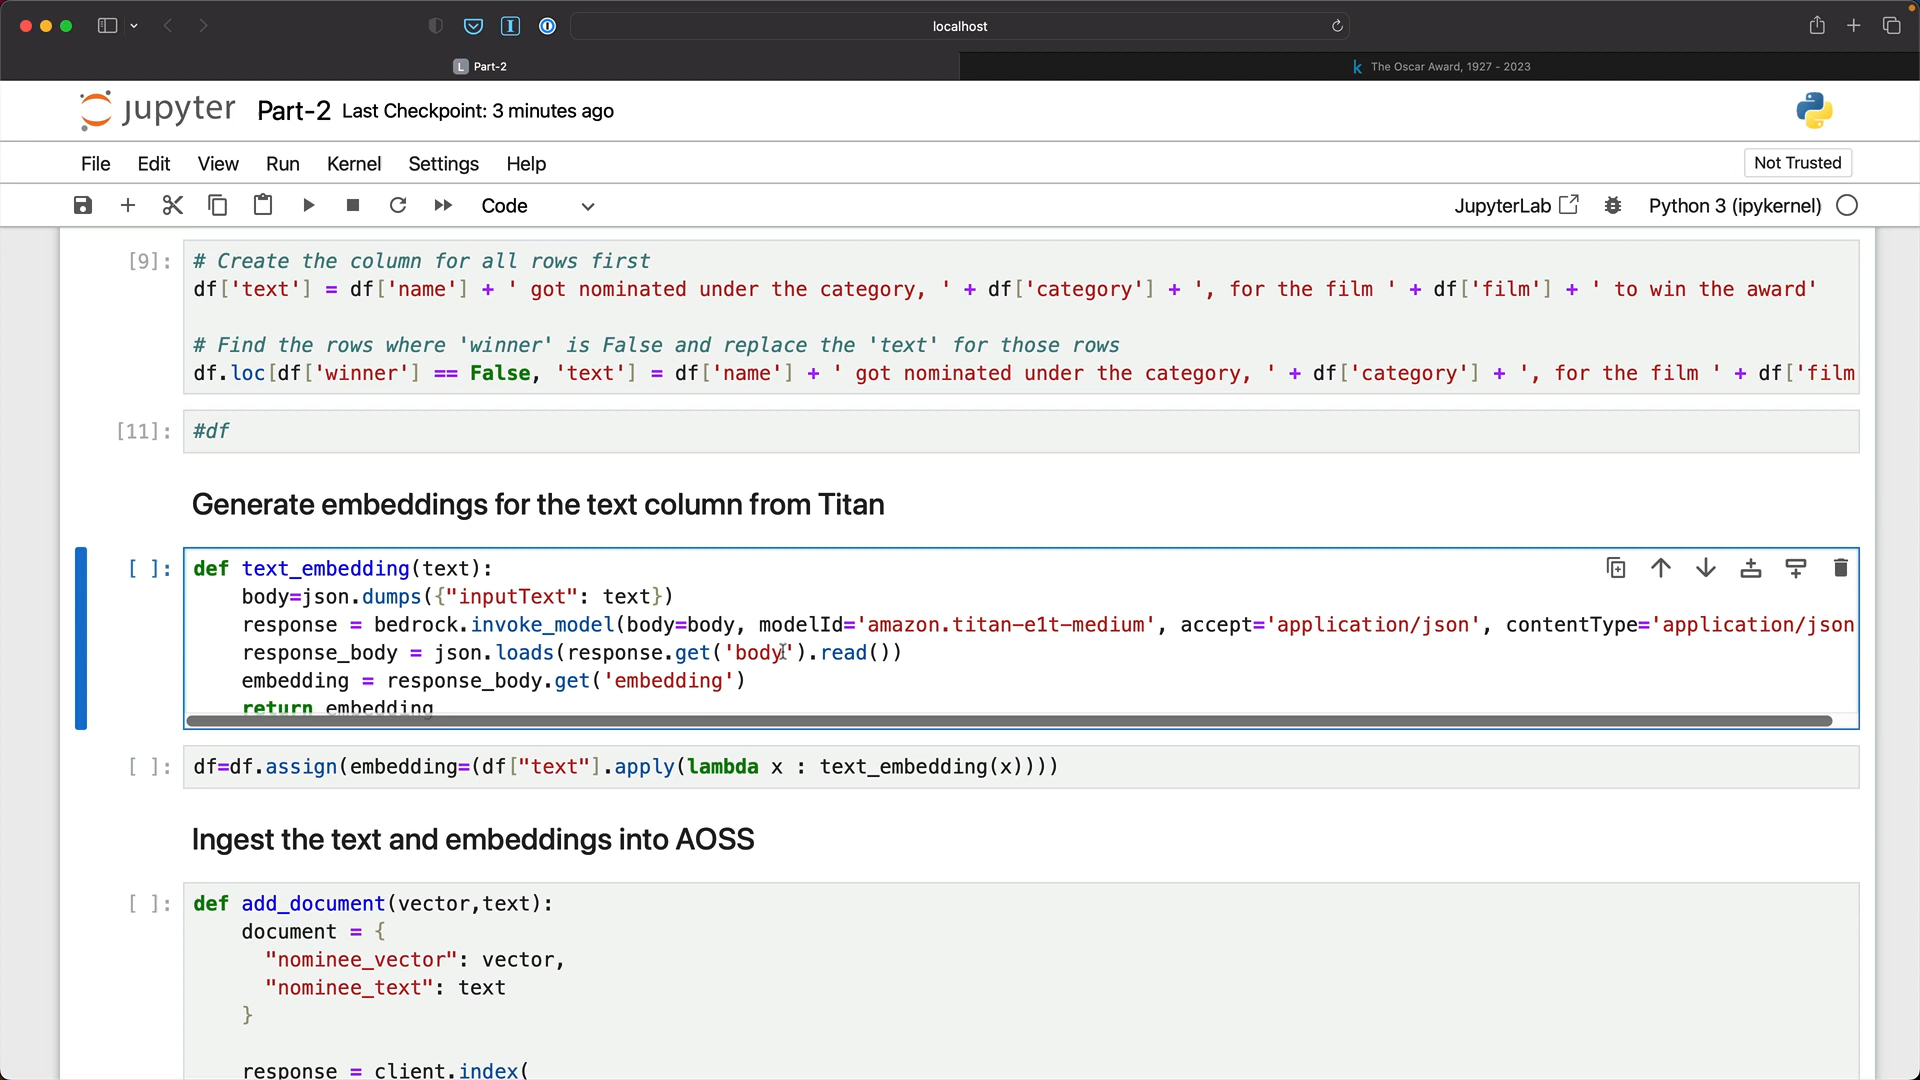 localhost
L Part-2
k The Oscar Award, 1927 - 2023
jupyter Part-2 Last Checkpoint: 3 minutes ago
File Edit View Run Kernel Settings Help
Not Trusted
Code
JupyterLab Python 3 (ipykernel)
[9]: # Create the column for all rows first
df['text'] = df['name'] + ' got nominated under the category, ' + df['category'] + ', for the film ' + df['film'] + ' to win the award'
# Find the rows where 'winner' is False and replace the 'text' for those rows
df.loc[df['winner'] == False, 'text'] = df['name'] + ' got nominated under the category, ' + df['category'] + ', for the film ' + df['film
[11]: #df
Generate embeddings for the text column from Titan
[ ]: def text_embedding(text):
body=json.dumps({"inputText": text})
response = bedrock.invoke_model(body=body, modelId='amazon.titan-e1t-medium', accept='application/json', contentType='application/json
response_body = json.loads(response.get('body').read())
embedding = response_body.get('embedding')
return embedding
[ ]: df=df.assign(embedding=(df["text"].apply(lambda x : text_embedding(x))))
Ingest the text and embeddings into AOSS
[ ]: def add_document(vector,text):
document = {
"nominee_vector": vector,
"nominee_text": text
}
response = client.index(